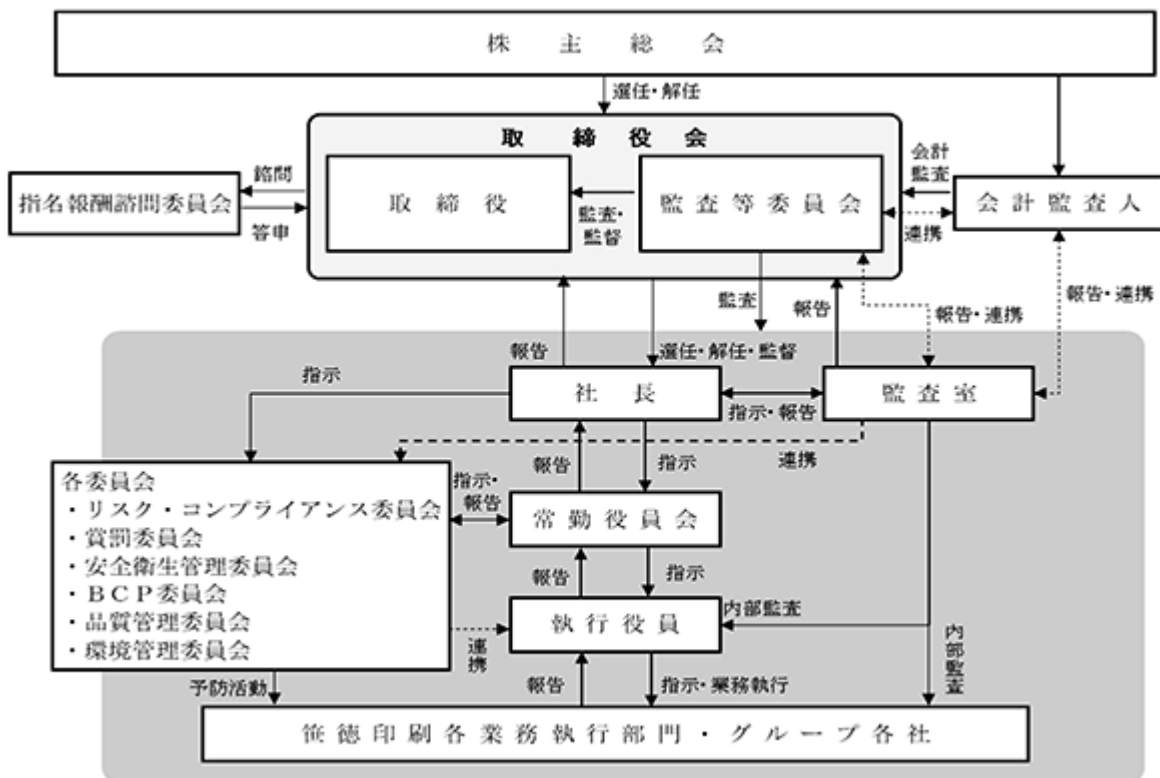 株主総会
選任・解任
取締役会
会計
監査
諮問
指名報酬諮問委員会
答申
取締役
監査・
監督
監査等委員会
連携
会計監査人
監査
報告
報告・連携
報告・連携
報告
選任・解任・監督
指示
社長
指示・報告
監査室
連携
報告
指示
各委員会
・リスク・コンプライアンス委員会
・賞罰委員会
・安全衛生管理委員会
・BCP委員会
・品質管理委員会
・環境管理委員会
指示・
報告
常勤役員会
報告
指示
執行役員
内部監査
連携
内部監査
予防活動
報告
指示・業務執行
笹徳印刷各業務執行部門・グループ各社